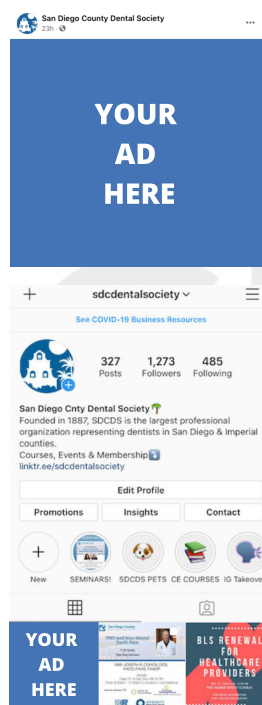 San Diego County Dental Society
23h
YOUR
AD
HERE
sdcdentalsociety
See COVID-19 Business Resources
327 1,273 485
Posts Followers Following
San Diego Cnty Dental Society🌴
Founded in 1887, SDCDS is the largest professional
organization representing dentists in San Diego & Imperial
counties.
Courses, Events & Membership⤵️
linktr.ee/sdcdentalsociety
Edit Profile
Promotions Insights Contact
New SEMINARS! SDCDS PETS CE COURSES IG Takeove
YOUR
AD
HERE
BLS RENEWAL
FOR
HEALTHCARE
PROVIDERS